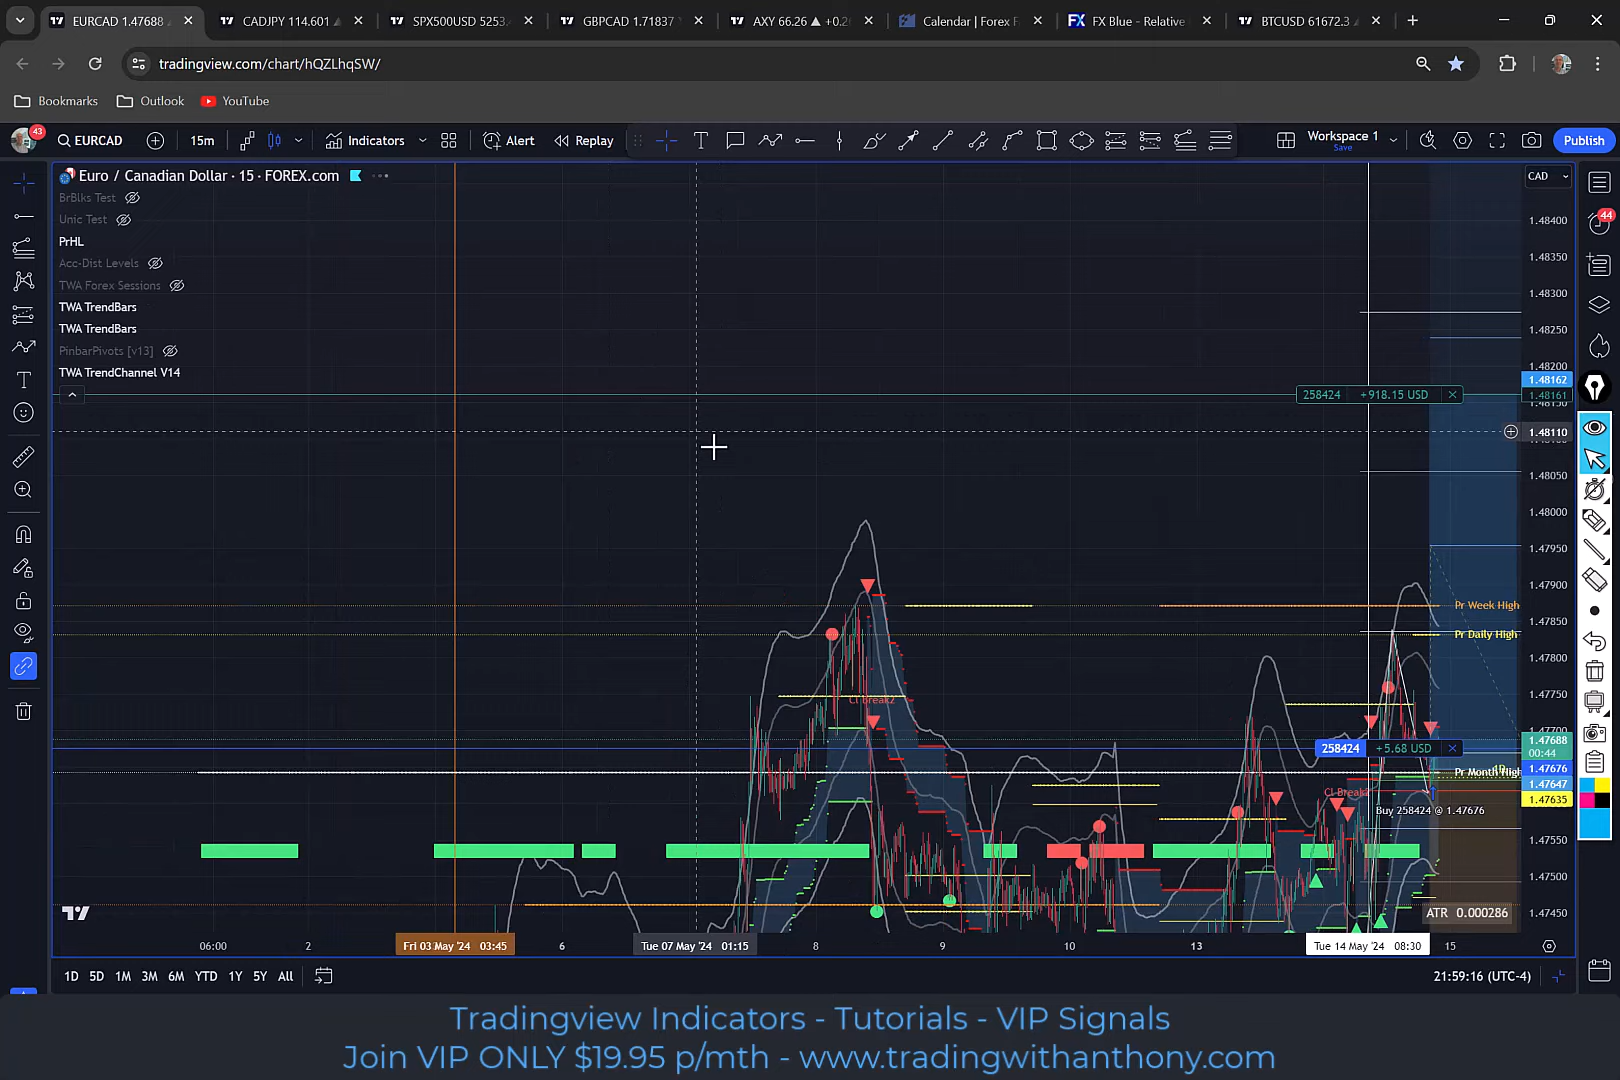 EURCAD 1.47688
CADJPY 114.601
SPX500USD 5253.
GBPCAD 1.71837
AXY 66.26 ▲ +0.2
Calendar | Forex F
FX Blue - Relative
BTCUSD 61672.3
tradingview.com/chart/hQZLhqSW/
Bookmarks
Outlook
YouTube
43
EURCAD
15m
Indicators
Alert
Replay
Workspace 1
Save
Publish
Euro / Canadian Dollar · 15 · FOREX.com
CAD
BrBlks Test
Unic Test
PrHL
Acc-Dist Levels
TWA Forex Sessions
TWA TrendBars
TWA TrendBars
PinbarPivots [v13]
TWA TrendChannel V14
44
1.48400
1.48350
1.48300
1.48250
1.48200
1.48162
258424 +918.15 USD
1.48161
1.48110
1.48050
1.48000
1.47950
1.47900
Pr Week High
1.47850
Pr Daily High
1.47800
1.47750
Cl Break2
1.47700
1.47688
00:44
258424 +5.68 USD
1.47676
Pr Month High
1.47647
Cl Break2
1.47635
Buy 258424 @ 1.47676
1.47550
1.47500
1.47450
ATR 0.000286
06:00
2
Fri 03 May '24 03:45
6
Tue 07 May '24 01:15
8
9
10
13
Tue 14 May '24 08:30
15
1D 5D 1M 3M 6M YTD 1Y 5Y All
21:59:16 (UTC-4)
Tradingview Indicators - Tutorials - VIP Signals
Join VIP ONLY $19.95 p/mth - www.tradingwithanthony.com